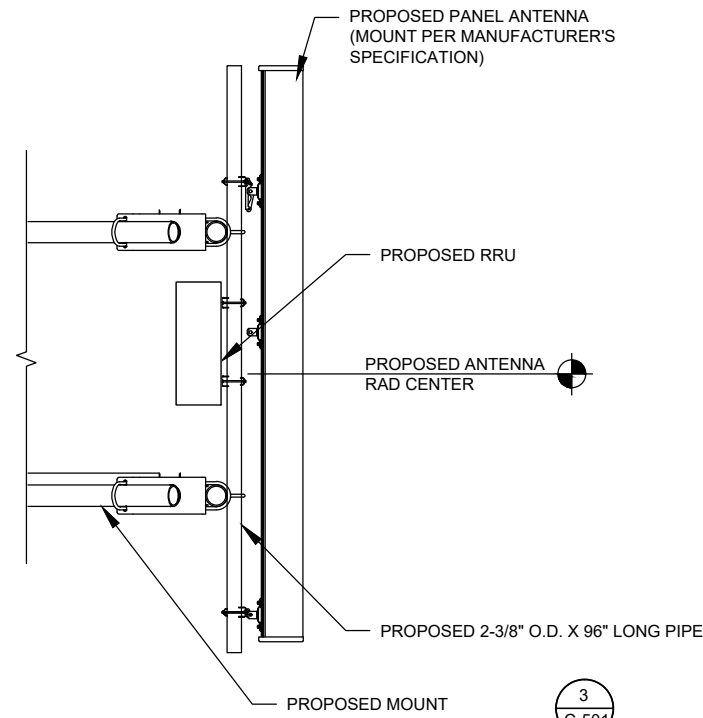 PROPOSED PANEL ANTENNA
(MOUNT PER MANUFACTURER'S
SPECIFICATION)
PROPOSED RRU
PROPOSED ANTENNA
RAD CENTER
PROPOSED 2-3/8" O.D. X 96" LONG PIPE
PROPOSED MOUNT
3